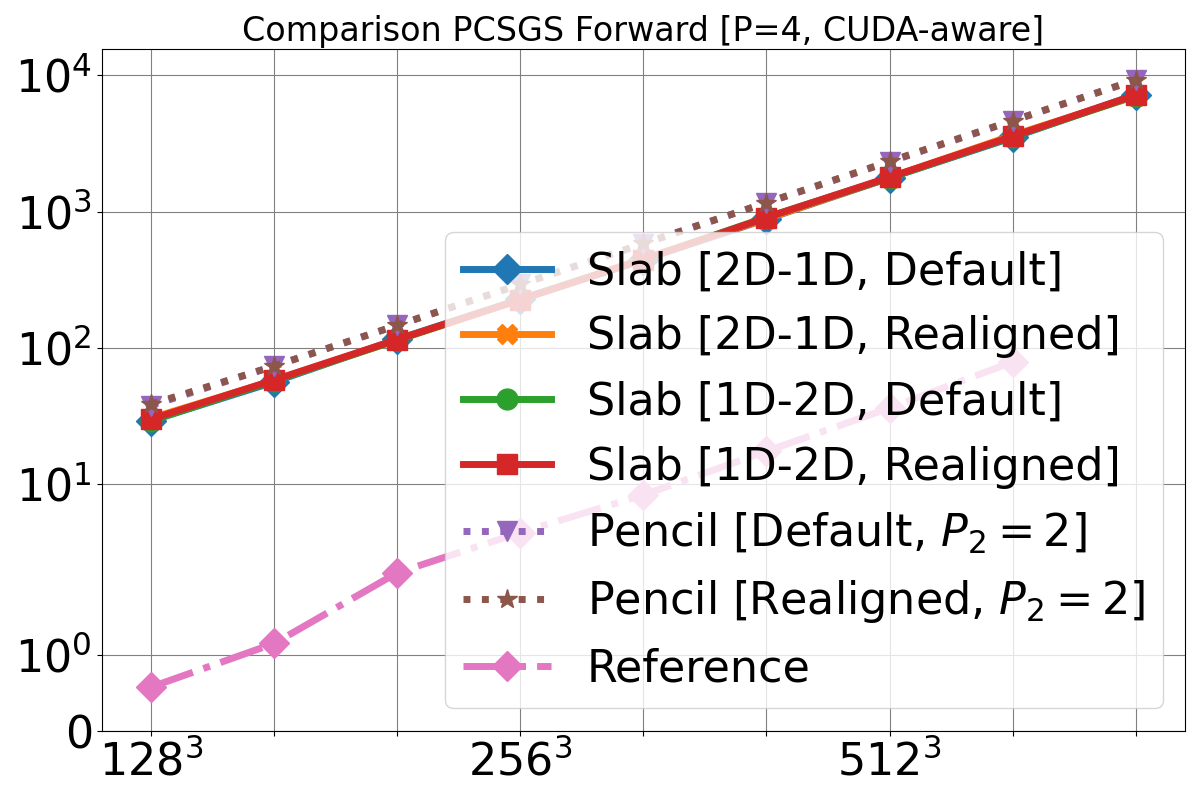 Comparison PCSGS Forward [P=4, CUDA-aware]
10⁴
10³
10²
10¹
10⁰
0
Slab [2D-1D, Default]
Slab [2D-1D, Realigned]
Slab [1D-2D, Default]
Slab [1D-2D, Realigned]
Pencil [Default, P₂ = 2]
Pencil [Realigned, P₂ = 2]
Reference
128³ 256³ 512³